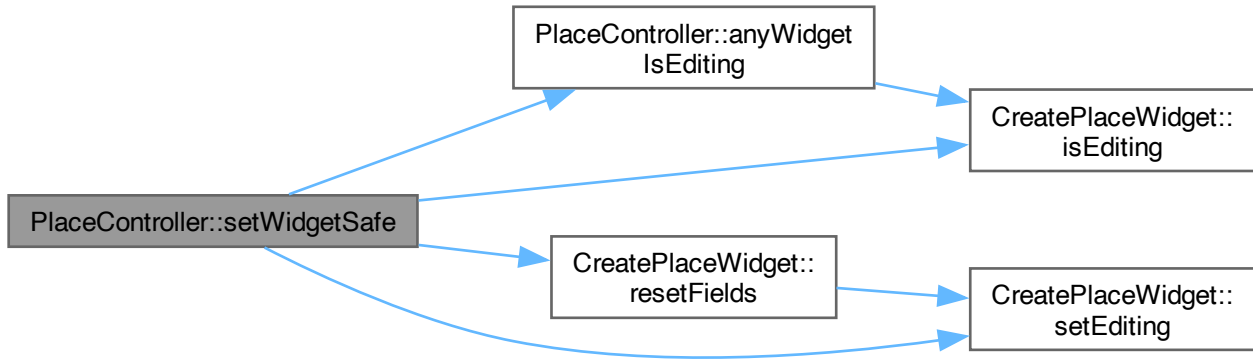 PlaceController::anyWidget
IsEditing
CreatePlaceWidget::
isEditing
PlaceController::setWidgetSafe
CreatePlaceWidget::
resetFields
CreatePlaceWidget::
setEditing